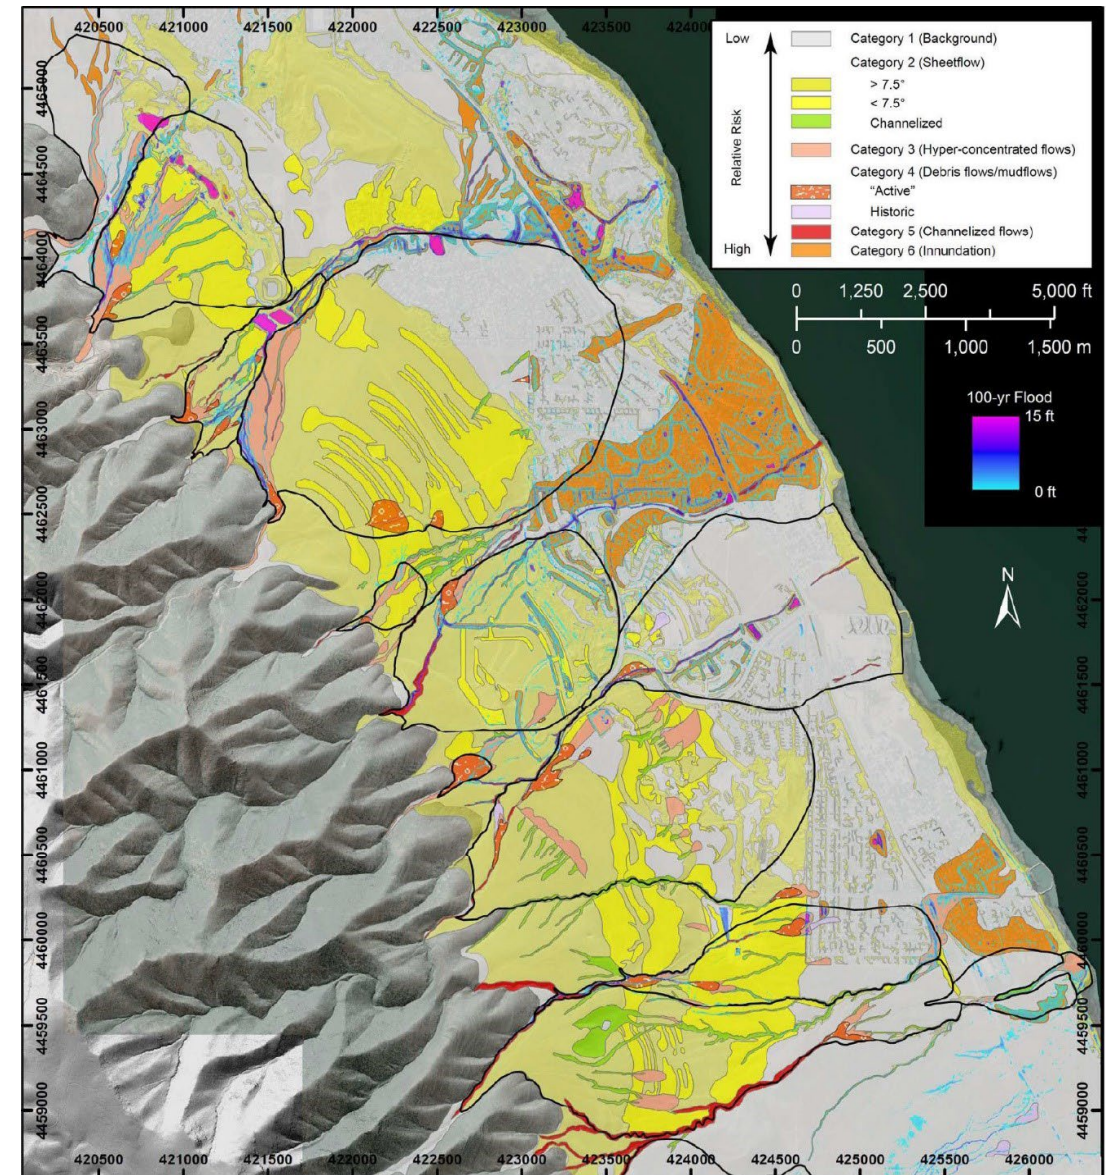 420500 421000 421500 422000 422500 423000 423500 424000
Low
Relative Risk
High
Category 1 (Background)
Category 2 (Sheetflow)
> 7.5°
< 7.5°
Channelized
Category 3 (Hyper-concentrated flows)
Category 4 (Debris flows/mudflows)
"Active"
Historic
Category 5 (Channelized flows)
Category 6 (Innundation)
0 1,250 2,500 5,000 ft
0 500 1,000 1,500 m
100-yr Flood
15 ft
0 ft
N
4465000
4464500
4464000
4463500
4463000
4462500
4462000
4461500
4461000
4460500
4460000
4459500
4459000
4462000
4461500
4461000
4460500
4460000
4459500
4459000
420500 421000 421500 422000 422500 423000 423500 424000 424500 425000 425500 426000